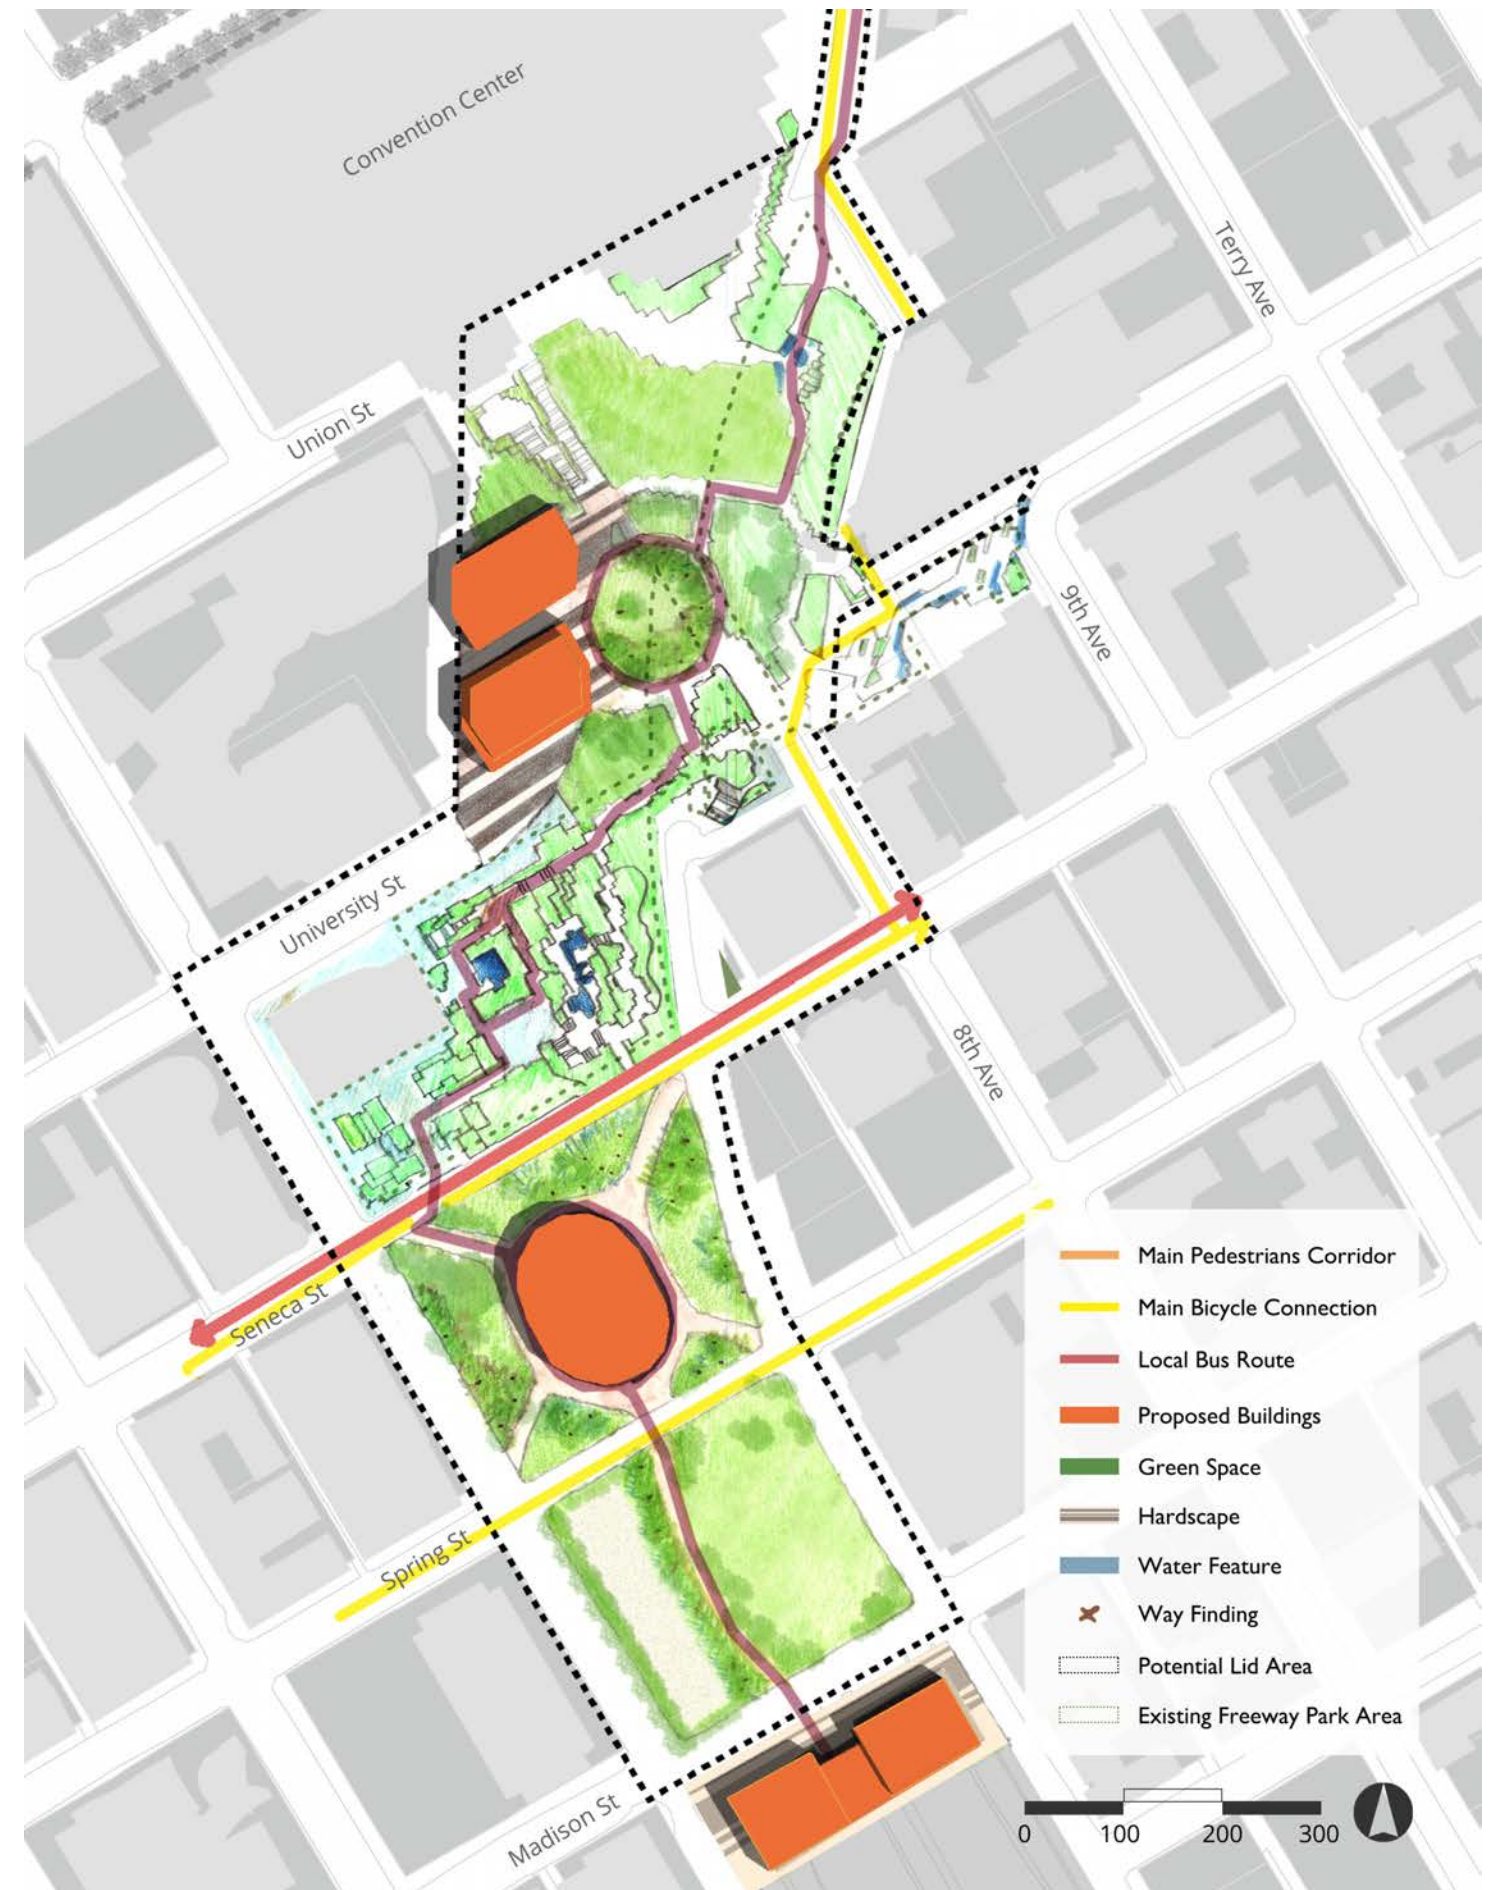 Convention Center
Terry Ave
Union St
9th Ave
University St
8th Ave
Seneca St
Spring St
Madison St
Main Pedestrians Corridor
Main Bicycle Connection
Local Bus Route
Proposed Buildings
Green Space
Hardscape
Water Feature
Way Finding
Potential Lid Area
Existing Freeway Park Area
0 100 200 300